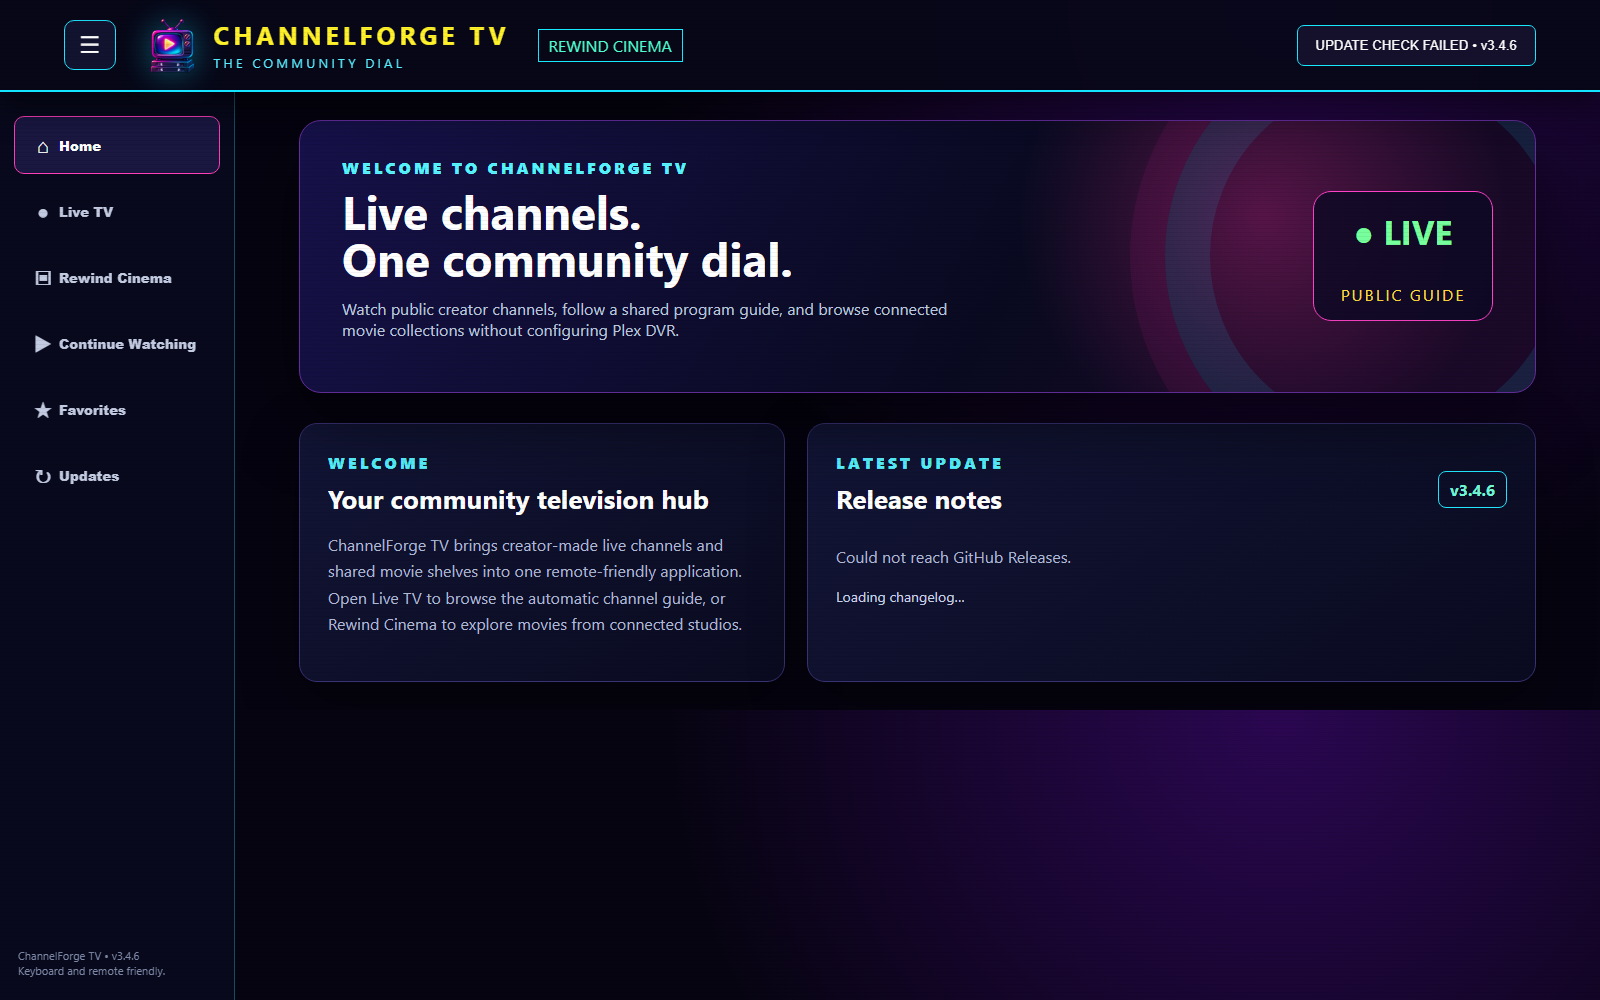 ☰
CHANNELFORGE TV
THE COMMUNITY DIAL
REWIND CINEMA
UPDATE CHECK FAILED • v3.4.6
⌂ Home
● Live TV
Rewind Cinema
▶ Continue Watching
★ Favorites
↻ Updates
ChannelForge TV • v3.4.6
Keyboard and remote friendly.
WELCOME TO CHANNELFORGE TV
Live channels.
One community dial.
Watch public creator channels, follow a shared program guide, and browse connected
movie collections without configuring Plex DVR.
● LIVE
PUBLIC GUIDE
WELCOME
Your community television hub
ChannelForge TV brings creator-made live channels and
shared movie shelves into one remote-friendly application.
Open Live TV to browse the automatic channel guide, or
Rewind Cinema to explore movies from connected studios.
LATEST UPDATE
Release notes
v3.4.6
Could not reach GitHub Releases.
Loading changelog...